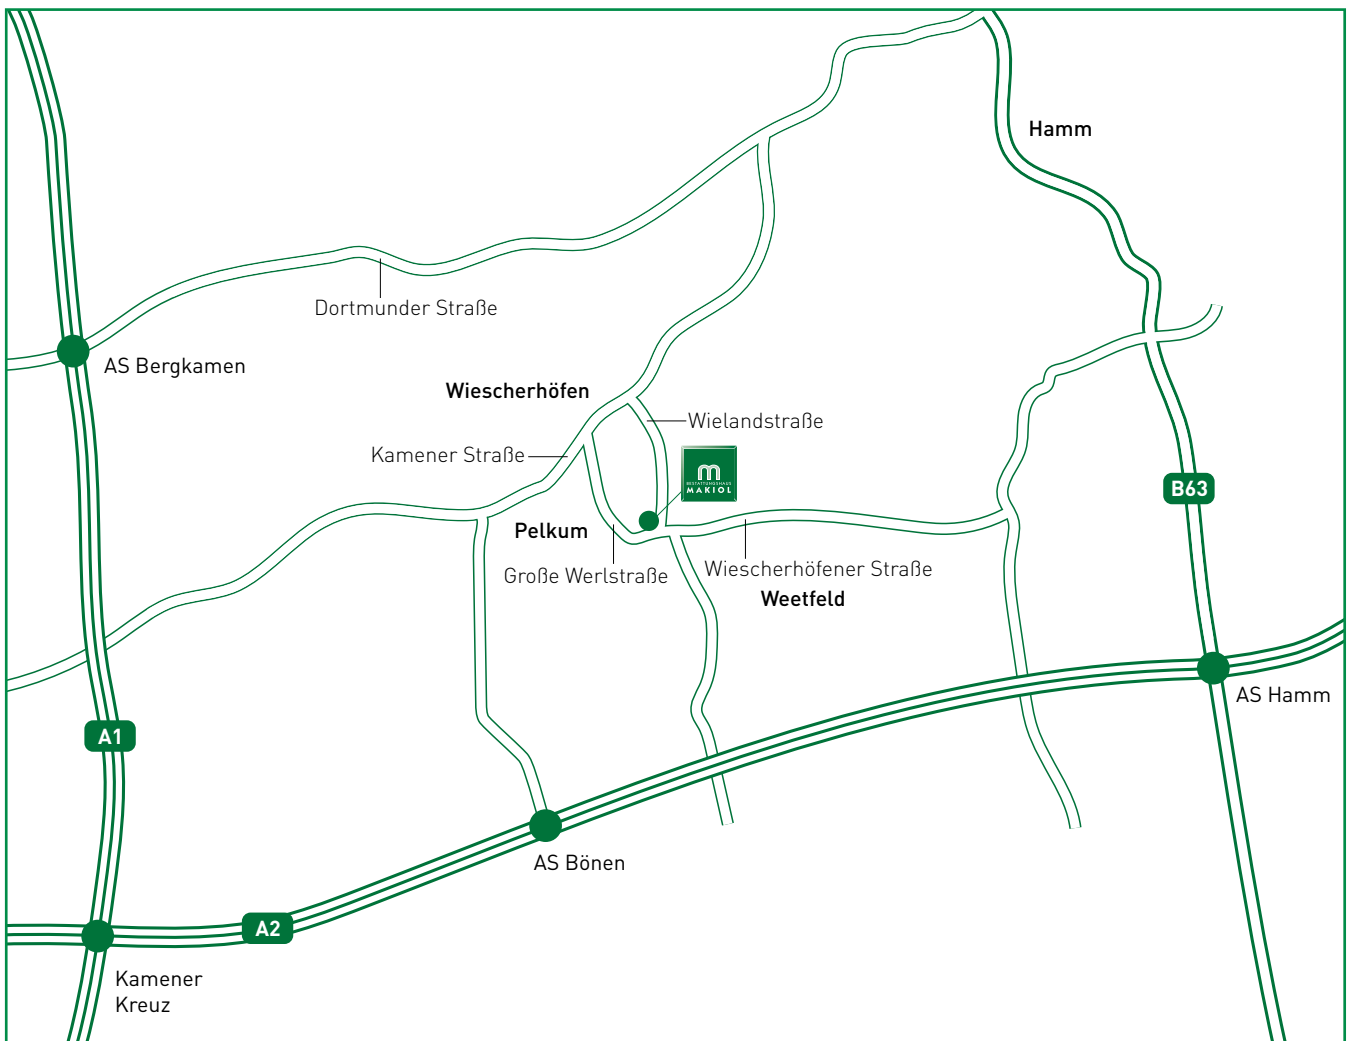 Hamm
Dortmunder Straße
AS Bergkamen
Wiescherhöfen
Wielandstraße
Kamener Straße
m
BESTATTUNGSHAUS
MAKIOL
B63
Pelkum
Große Werlstraße
Wiescherhöfener Straße
Weetfeld
AS Hamm
A1
AS Bönen
A2
Kamener
Kreuz